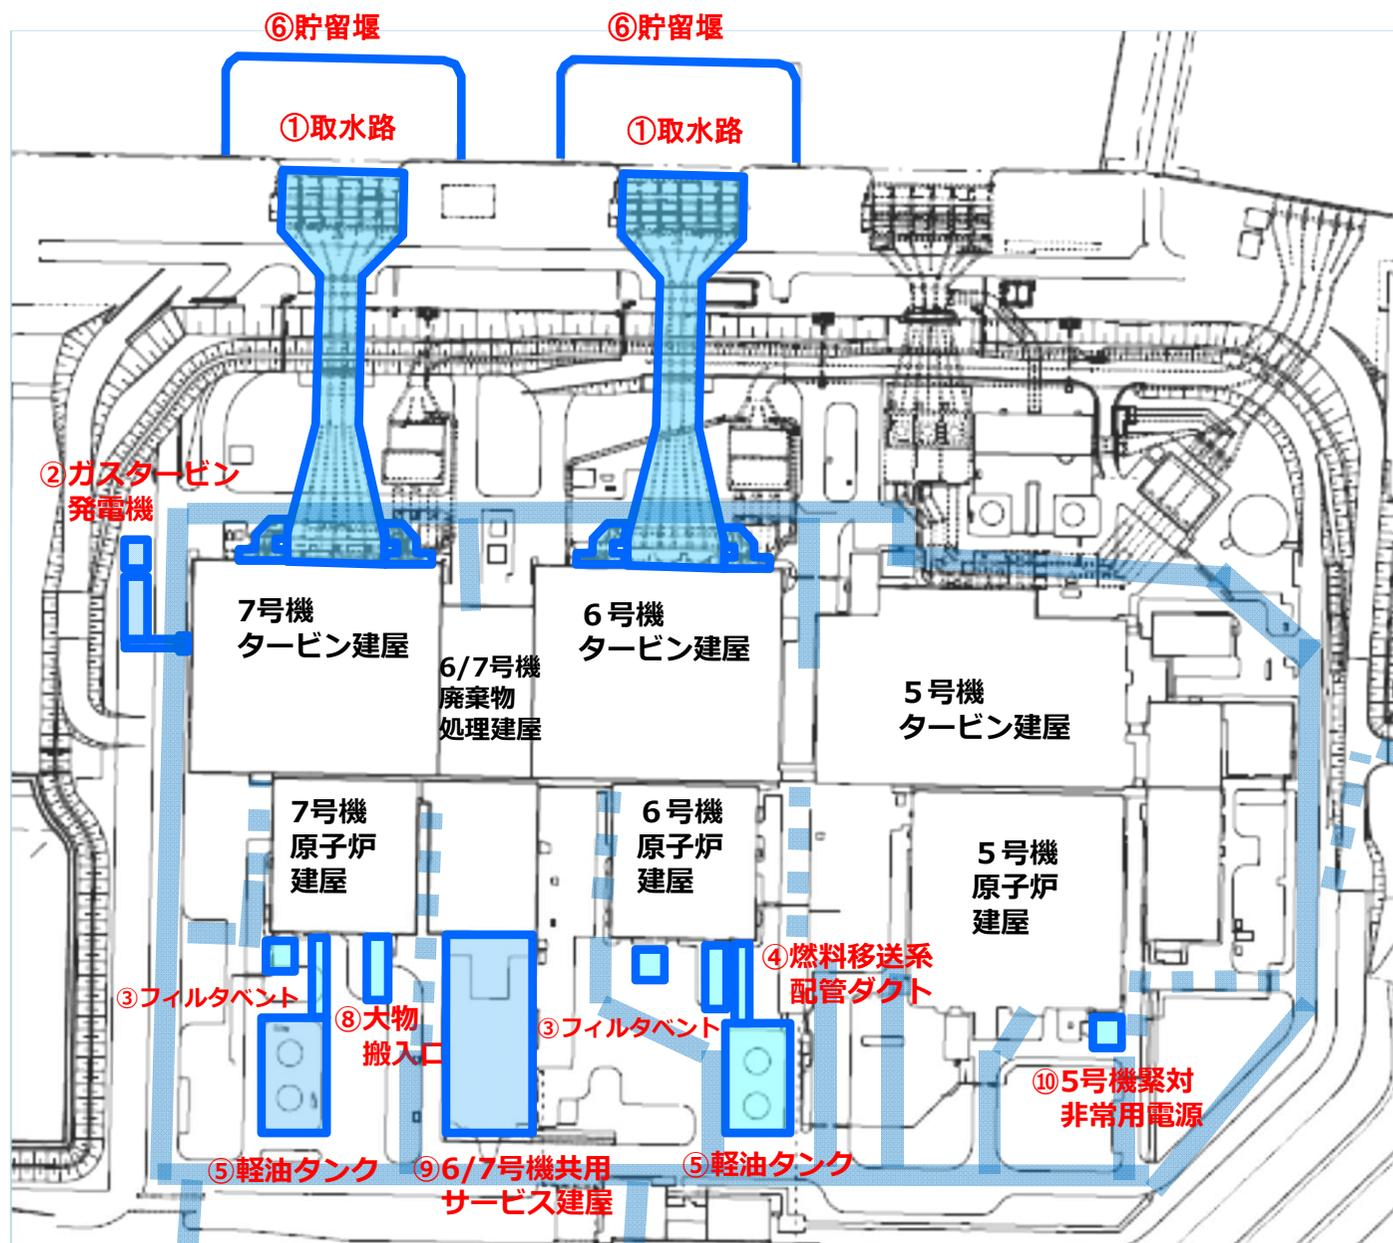 ⑥貯留堰
⑥貯留堰
①取水路
①取水路
②ガスタービン
発電機
7号機
タービン建屋
6/7号機
廃棄物
処理建屋
６号機
タービン建屋
５号機
タービン建屋
7号機
原子炉
建屋
６号機
原子炉
建屋
５号機
原子炉
建屋
③フィルタベント
⑧大物
搬入口
③フィルタベント
④燃料移送系
配管ダクト
⑩5号機緊対
非常用電源
⑤軽油タンク
⑨6/7号機共用
サービス建屋
⑤軽油タンク